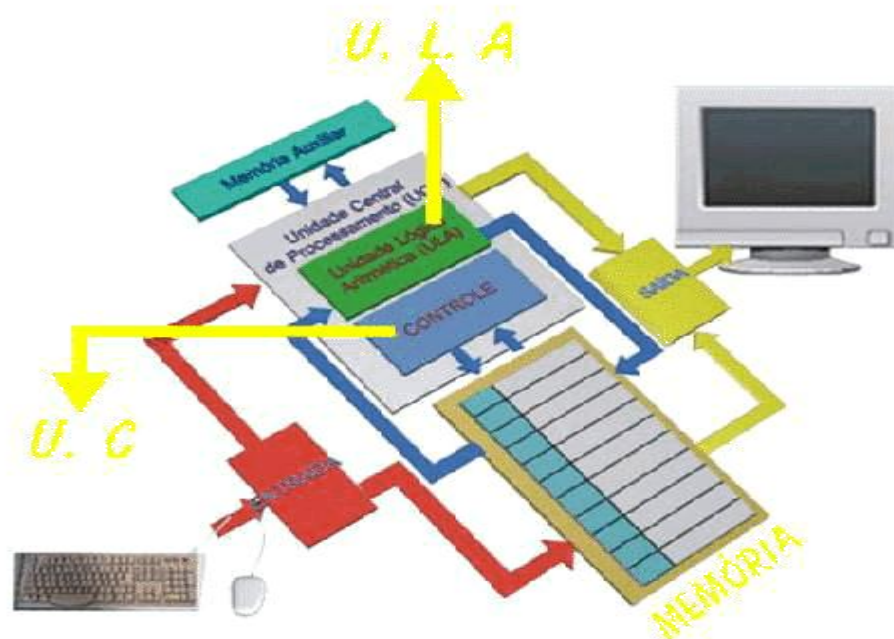 U. L. A
Memória Auxiliar
Unidade Central
de Processamento (UCP)
Unidade Lógica
Aritmética (ULA)
SAÍDA
CONTROLE
U. C
ENTRADA
MEMÓRIA